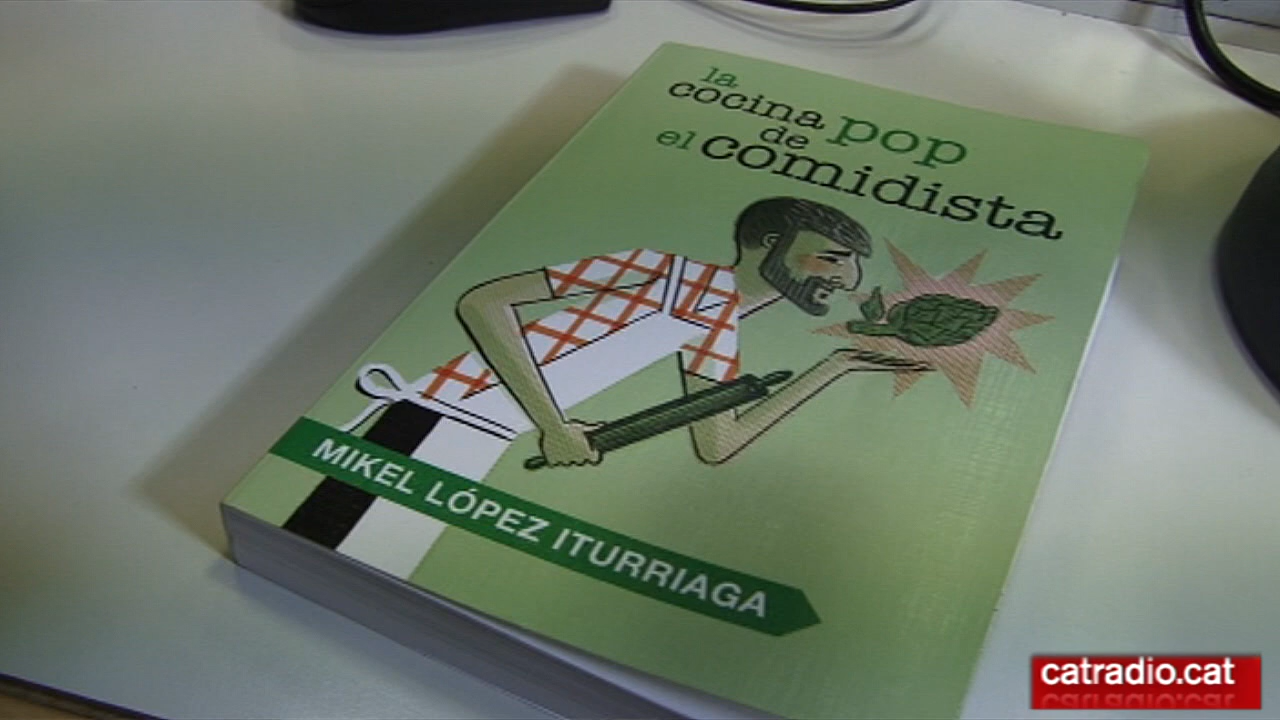 la
cocina pop
de
el comidista
MIKEL LÓPEZ ITURRIAGA
catradio.cat